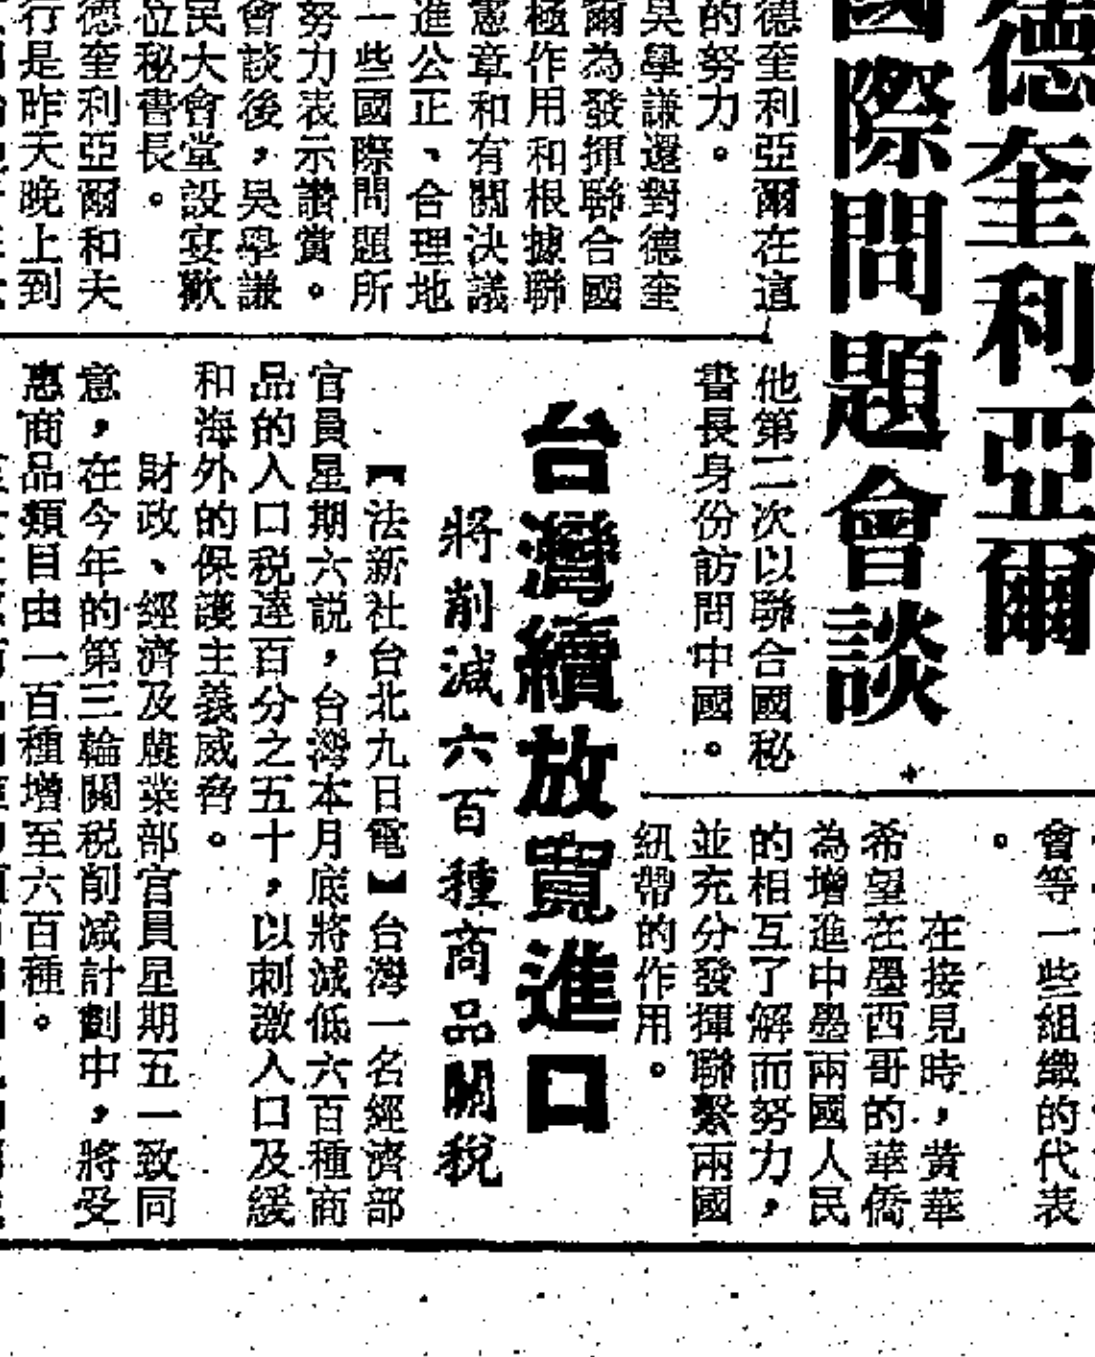 德奎利亞爾
國際問題會談
德奎利亞爾在這
的努力。
吳學謙還對德奎
爾為發揮聯合國
極作用和根據聯
憲章和有關決議
進公正、合理地
一些國際問題所
努力表示讚賞。
會談後，吳學謙
民大會堂設宴歡
位秘書長。
德奎利亞爾和夫
行是昨天晚上到
他第二次以聯合國秘
書長身份訪問中國。
會等一些組織的代表
。
在接見時，黃華
希望在墨西哥的華僑
為增進中墨兩國人民
的相互了解而努力，
並充分發揮聯繫兩國
紐帶的作用。
台灣續放寬進口
將削減六百種商品關稅
【法新社台北九日電】台灣一名經濟部
官員星期六説，台灣本月底將減低六百種商
品的入口税達百分之五十，以刺激入口及緩
和海外的保護主義威脅。
財政、經濟及農業部官員星期五一致同
意，在今年的第三輪關税削減計劃中，將受
惠商品類目由一百種增至六百種。